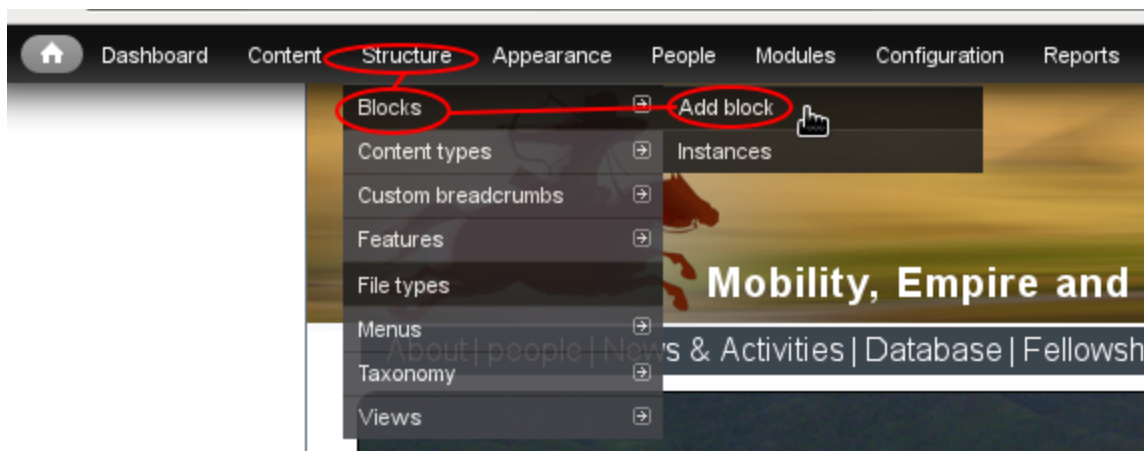 Dashboard Content Structure Appearance People Modules Configuration Reports
Blocks
Add block
Content types
Instances
Custom breadcrumbs
Features
File types
Mobility, Empire and
Menus
About | people | News & Activities | Database | Fellowsh
Taxonomy
Views